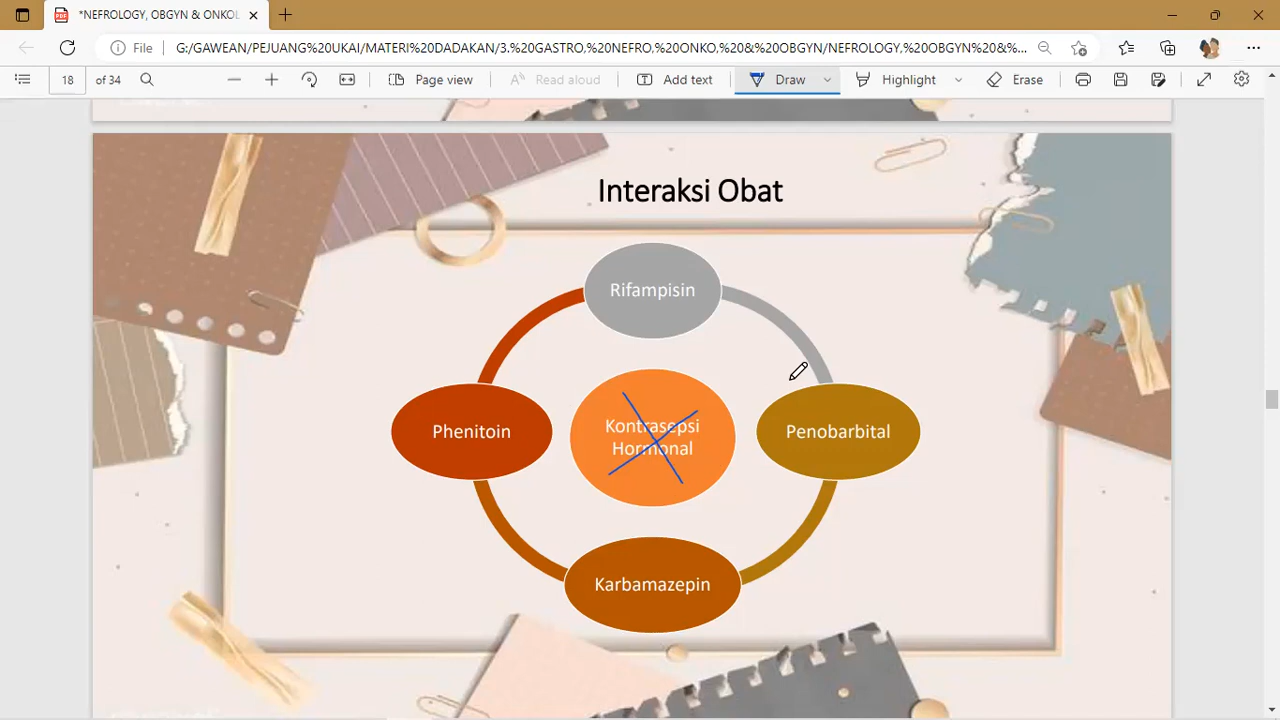 *NEFROLOGY, OBGYN & ONKOL
File
G:/GAWEAN/PEJUANG%20UKAI/MATERI%20DADAKAN/3.%20GASTRO,%20NEFRO,%20ONKO,%20&%20OBGYN/NEFROLOGY,%20OBGYN%20&%...
18 of 34
Page view
Read aloud
Add text
Draw
Highlight
Erase
Interaksi Obat
Rifampisin
Phenitoin
Kontrasepsi
Hormonal
Penobarbital
Karbamazepin